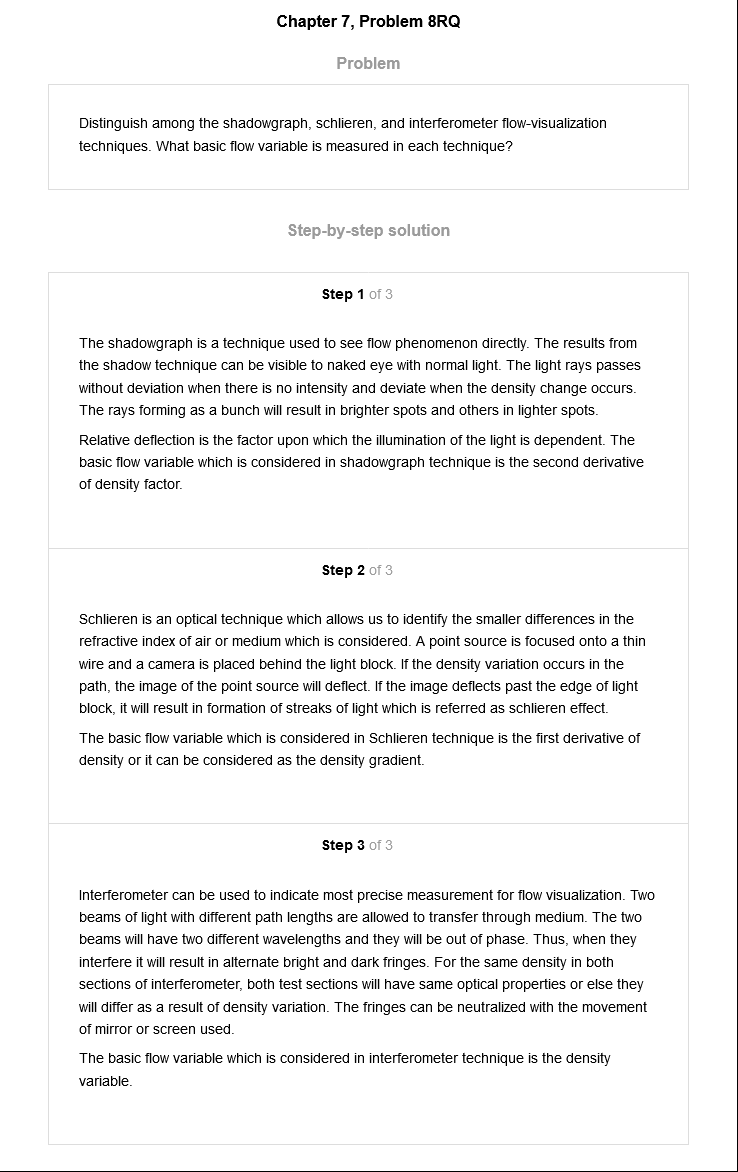 Chapter 7, Problem 8RQ
Problem
Distinguish among the shadowgraph, schlieren, and interferometer flow-visualization
techniques. What basic flow variable is measured in each technique?
Step-by-step solution
Step 1 of 3
The shadowgraph is a technique used to see flow phenomenon directly. The results from
the shadow technique can be visible to naked eye with normal light. The light rays passes
without deviation when there is no intensity and deviate when the density change occurs.
The rays forming as a bunch will result in brighter spots and others in lighter spots.
Relative deflection is the factor upon which the illumination of the light is dependent. The
basic flow variable which is considered in shadowgraph technique is the second derivative
of density factor.
Step 2 of 3
Schlieren is an optical technique which allows us to identify the smaller differences in the
refractive index of air or medium which is considered. A point source is focused onto a thin
wire and a camera is placed behind the light block. If the density variation occurs in the
path, the image of the point source will deflect. If the image deflects past the edge of light
block, it will result in formation of streaks of light which is referred as schlieren effect.
The basic flow variable which is considered in Schlieren technique is the first derivative of
density or it can be considered as the density gradient.
Step 3 of 3
Interferometer can be used to indicate most precise measurement for flow visualization. Two
beams of light with different path lengths are allowed to transfer through medium. The two
beams will have two different wavelengths and they will be out of phase. Thus, when they
interfere it will result in alternate bright and dark fringes. For the same density in both
sections of interferometer, both test sections will have same optical properties or else they
will differ as a result of density variation. The fringes can be neutralized with the movement
of mirror or screen used.
The basic flow variable which is considered in interferometer technique is the density
variable.